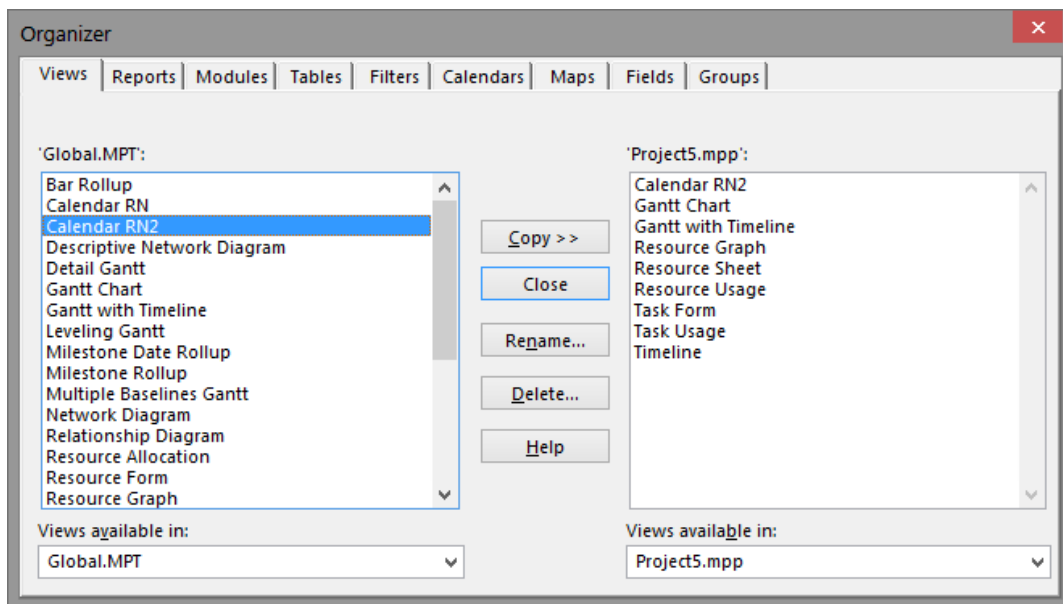 Organizer
Views Reports Modules Tables Filters Calendars Maps Fields Groups
'Global.MPT':
Bar Rollup
Calendar RN
Calendar RN2
Descriptive Network Diagram
Detail Gantt
Gantt Chart
Gantt with Timeline
Leveling Gantt
Milestone Date Rollup
Milestone Rollup
Multiple Baselines Gantt
Network Diagram
Relationship Diagram
Resource Allocation
Resource Form
Resource Graph
Views available in:
Global.MPT
Copy >>
Close
Rename...
Delete...
Help
'Project5.mpp':
Calendar RN2
Gantt Chart
Gantt with Timeline
Resource Graph
Resource Sheet
Resource Usage
Task Form
Task Usage
Timeline
Views available in:
Project5.mpp